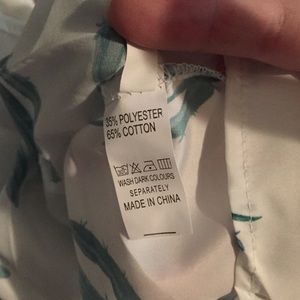 35% POLYESTER
65% COTTON
WASH DARK COLOURS
SEPARATELY
MADE IN CHINA